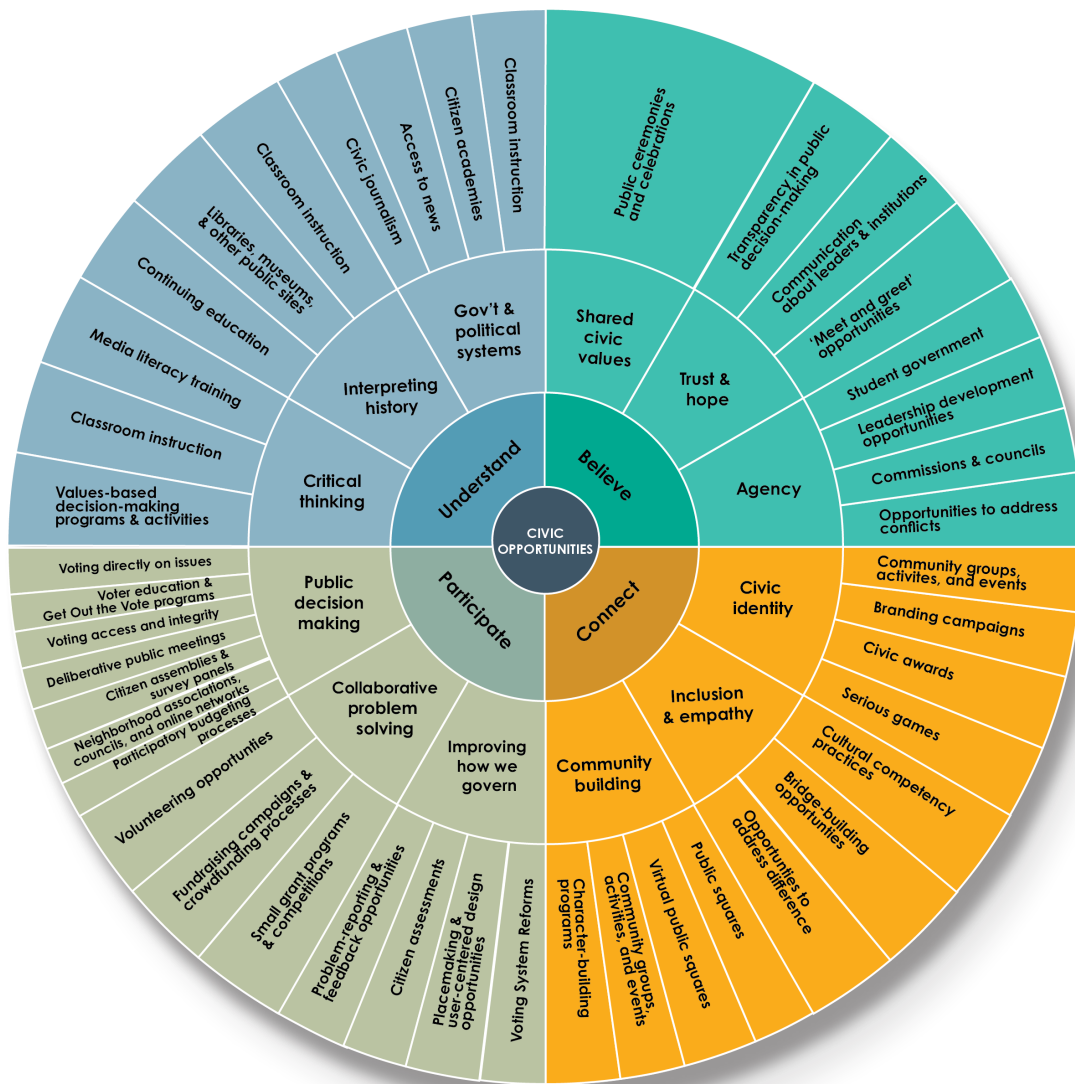 CIVIC
OPPORTUNITIES
Understand
Believe
Connect
Participate
Gov't &
political
systems
Interpreting
history
Critical
thinking
Shared
civic
values
Trust &
hope
Agency
Civic
identity
Inclusion
& empathy
Community
building
Improving
how we
govern
Collaborative
problem
solving
Public
decision
making
Public ceremonies
and celebrations
Transparency in public
decision-making
Communication
about leaders & institutions
'Meet and greet'
opportunities
Student government
Leadership development
opportunities
Commissions & councils
Opportunities to address
conflicts
Community groups,
activites, and events
Branding campaigns
Civic awards
Serious games
Cultural competency
practices
Bridge-building
opportunities
Opportunities to
address difference
Public squares
Virtual public squares
Community groups,
activities, and events
Character-building
programs
Voting System Reforms
Placemaking &
user-centered design
opportunities
Citizen assessments
Problem-reporting &
feedback opportunities
Small grant programs
& competitions
Fundraising campaigns &
crowdfunding processes
Volunteering opportunities
Participatory budgeting
processes
Neighborhood associations,
councils, and online networks
Citizen assemblies &
survey panels
Deliberative public meetings
Voting access and integrity
Voter education &
Get Out the Vote programs
Voting directly on issues
Values-based
decision-making
programs & activities
Classroom instruction
Media literacy training
Continuing education
Libraries, museums,
& other public sites
Classroom instruction
Civic journalism
Access to news
Citizen academies
Classroom instruction